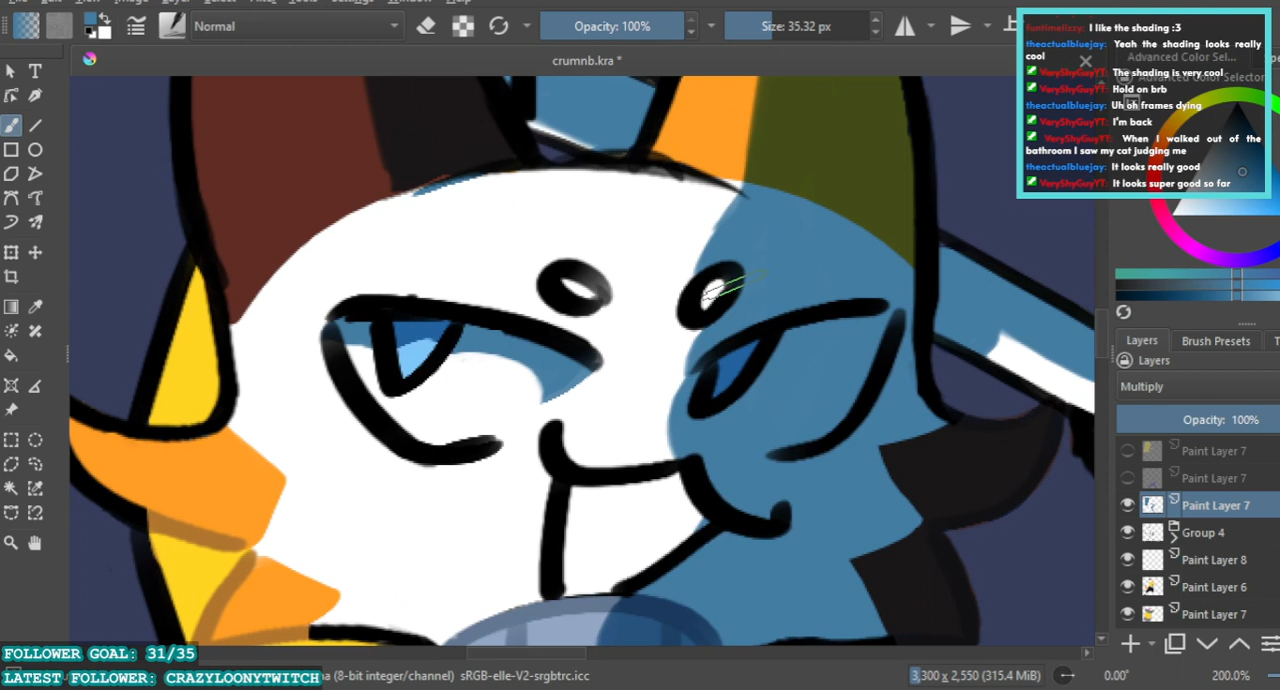 Normal
Opacity: 100%
Size: 35.32 px
crumnb.kra *
funtimelizzy: I like the shading :3
theactualbluejay: Yeah the shading looks really
cool
VeryShyGuyYT: The shading is very cool
VeryShyGuyYT: Hold on brb
theactualbluejay: Uh oh frames dying
VeryShyGuyYT: I'm back
VeryShyGuyYT: When I walked out of the
bathroom I saw my cat judging me
theactualbluejay: It looks really good
VeryShyGuyYT: It looks super good so far
Advanced Color Sel...
Advanced Color Selector
Layers
Brush Presets
Layers
Multiply
Opacity: 100%
Paint Layer 7
Paint Layer 7
Paint Layer 7
Group 4
Paint Layer 8
Paint Layer 6
Paint Layer 7
FOLLOWER GOAL: 31/35
LATEST FOLLOWER: CRAZYLOONYTWITCH
(8-bit integer/channel) sRGB-elle-V2-srgbtrc.icc
3,300 x 2,550 (315.4 MiB)
0.00°
200.0%